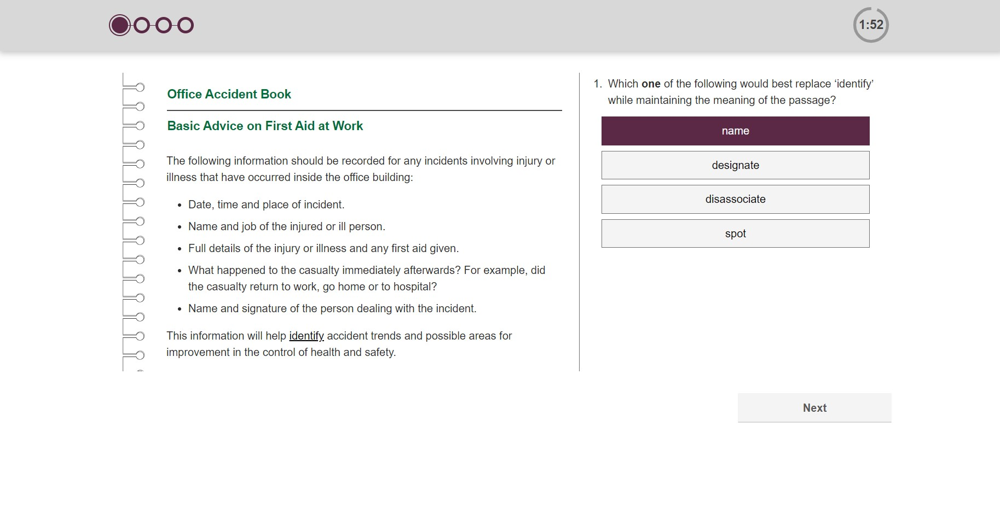 1:52
Office Accident Book
Basic Advice on First Aid at Work
The following information should be recorded for any incidents involving injury or
illness that have occurred inside the office building:
• Date, time and place of incident.
• Name and job of the injured or ill person.
• Full details of the injury or illness and any first aid given.
• What happened to the casualty immediately afterwards? For example, did
the casualty return to work, go home or to hospital?
• Name and signature of the person dealing with the incident.
This information will help identify accident trends and possible areas for
improvement in the control of health and safety.
1. Which one of the following would best replace ‘identify’
while maintaining the meaning of the passage?
name
designate
disassociate
spot
Next